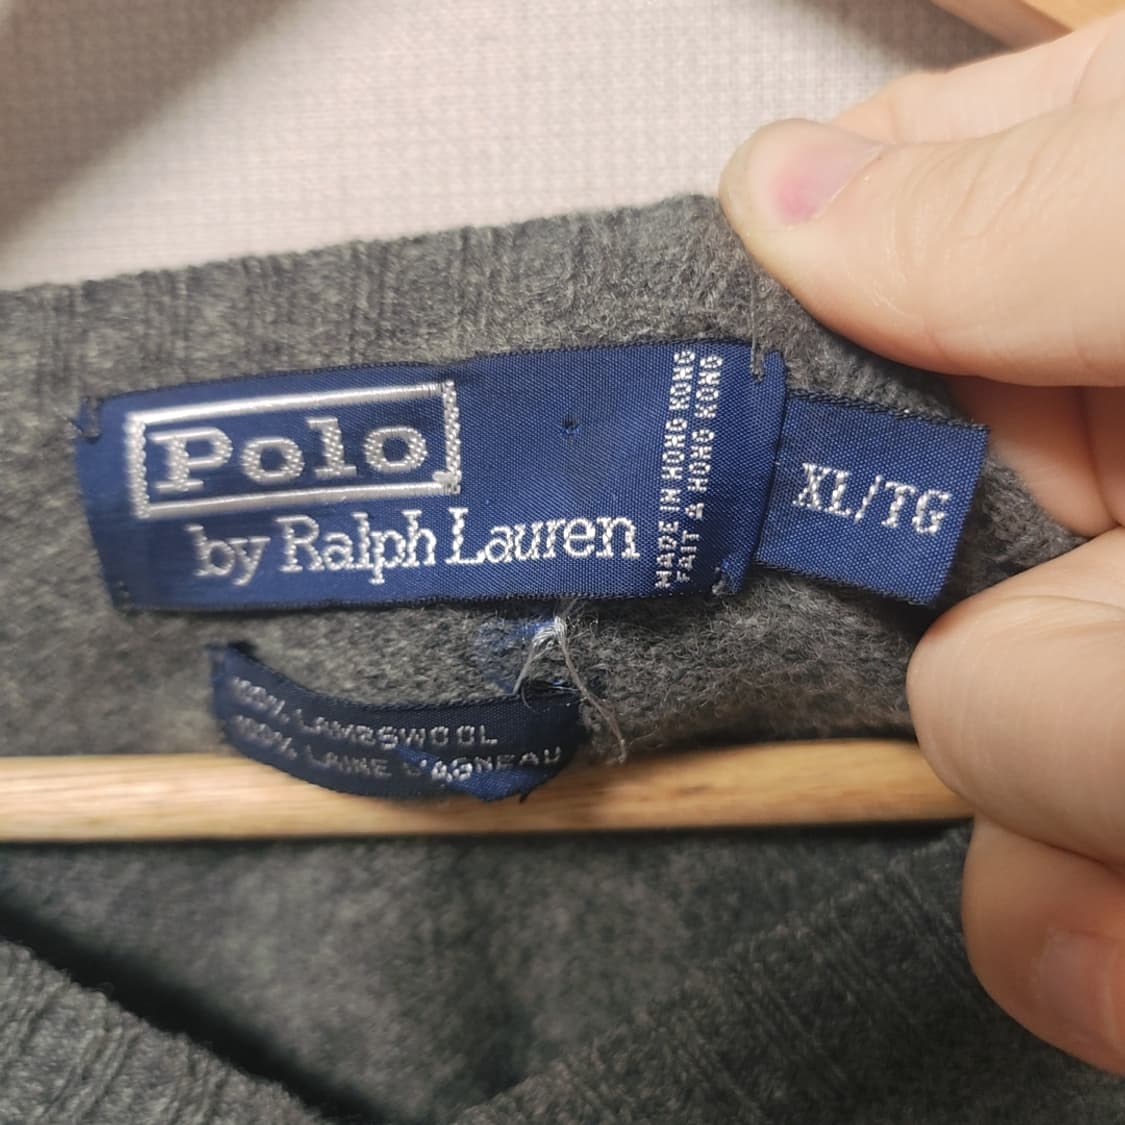 Polo
by Ralph Lauren
MADE IN HONG KONG
FAIT A HONG KONG
XL/TG
100% LAMBSWOOL
100% LAINE D'AGNEAU